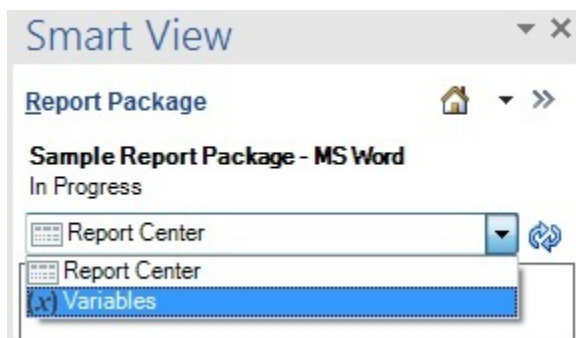 Smart View
Report Package
Sample Report Package - MS Word
In Progress
Report Center
Report Center
(x) Variables